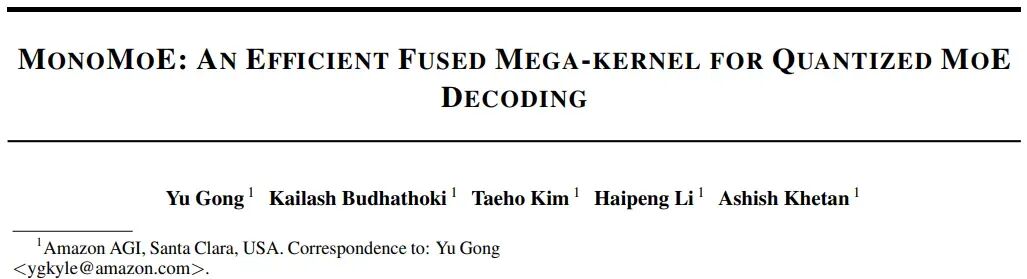 MONOMOE: AN EFFICIENT FUSED MEGA-KERNEL FOR QUANTIZED MOE
DECODING
Yu Gong 1 Kailash Budhathoki 1 Taeho Kim 1 Haipeng Li 1 Ashish Khetan 1
1Amazon AGI, Santa Clara, USA. Correspondence to: Yu Gong
<ygkyle@amazon.com>.